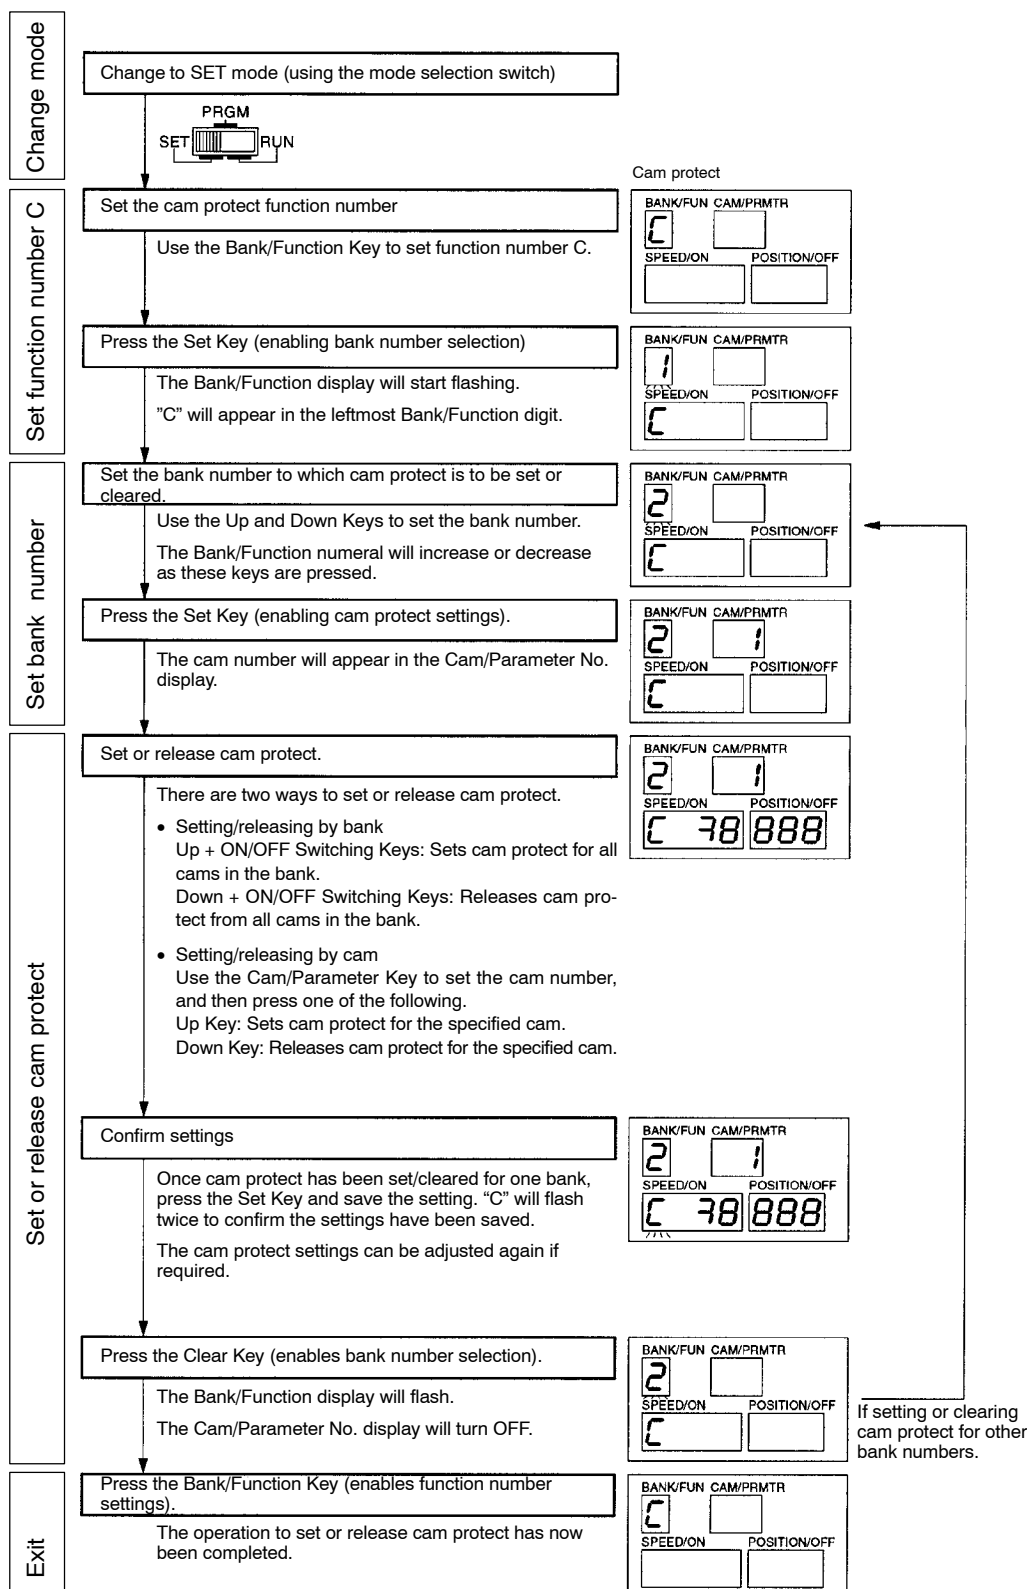 Change mode
Change to SET mode (using the mode selection switch)
PRGM
SET
RUN
Set function number C
Set the cam protect function number
Use the Bank/Function Key to set function number C.
Cam protect
BANK/FUN CAM/PRMTR
C
SPEED/ON POSITION/OFF
Press the Set Key (enabling bank number selection)
The Bank/Function display will start flashing.
”C” will appear in the leftmost Bank/Function digit.
BANK/FUN CAM/PRMTR
1
SPEED/ON POSITION/OFF
C
Set bank number
Set the bank number to which cam protect is to be set or
cleared.
Use the Up and Down Keys to set the bank number.
The Bank/Function numeral will increase or decrease
as these keys are pressed.
BANK/FUN CAM/PRMTR
2
SPEED/ON POSITION/OFF
C
Press the Set Key (enabling cam protect settings).
The cam number will appear in the Cam/Parameter No.
display.
BANK/FUN CAM/PRMTR
2 1
SPEED/ON POSITION/OFF
C
Set or release cam protect
Set or release cam protect.
There are two ways to set or release cam protect.
• Setting/releasing by bank
Up + ON/OFF Switching Keys: Sets cam protect for all
cams in the bank.
Down + ON/OFF Switching Keys: Releases cam pro-
tect from all cams in the bank.
• Setting/releasing by cam
Use the Cam/Parameter Key to set the cam number,
and then press one of the following.
Up Key: Sets cam protect for the specified cam.
Down Key: Releases cam protect for the specified cam.
BANK/FUN CAM/PRMTR
2 1
SPEED/ON POSITION/OFF
C 8 888
Confirm settings
Once cam protect has been set/cleared for one bank,
press the Set Key and save the setting. “C” will flash
twice to confirm the settings have been saved.
The cam protect settings can be adjusted again if
required.
BANK/FUN CAM/PRMTR
2 1
SPEED/ON POSITION/OFF
C 8 888
Press the Clear Key (enables bank number selection).
The Bank/Function display will flash.
The Cam/Parameter No. display will turn OFF.
BANK/FUN CAM/PRMTR
2
SPEED/ON POSITION/OFF
C
If setting or clearing
cam protect for other
bank numbers.
Exit
Press the Bank/Function Key (enables function number
settings).
The operation to set or release cam protect has now
been completed.
BANK/FUN CAM/PRMTR
C
SPEED/ON POSITION/OFF